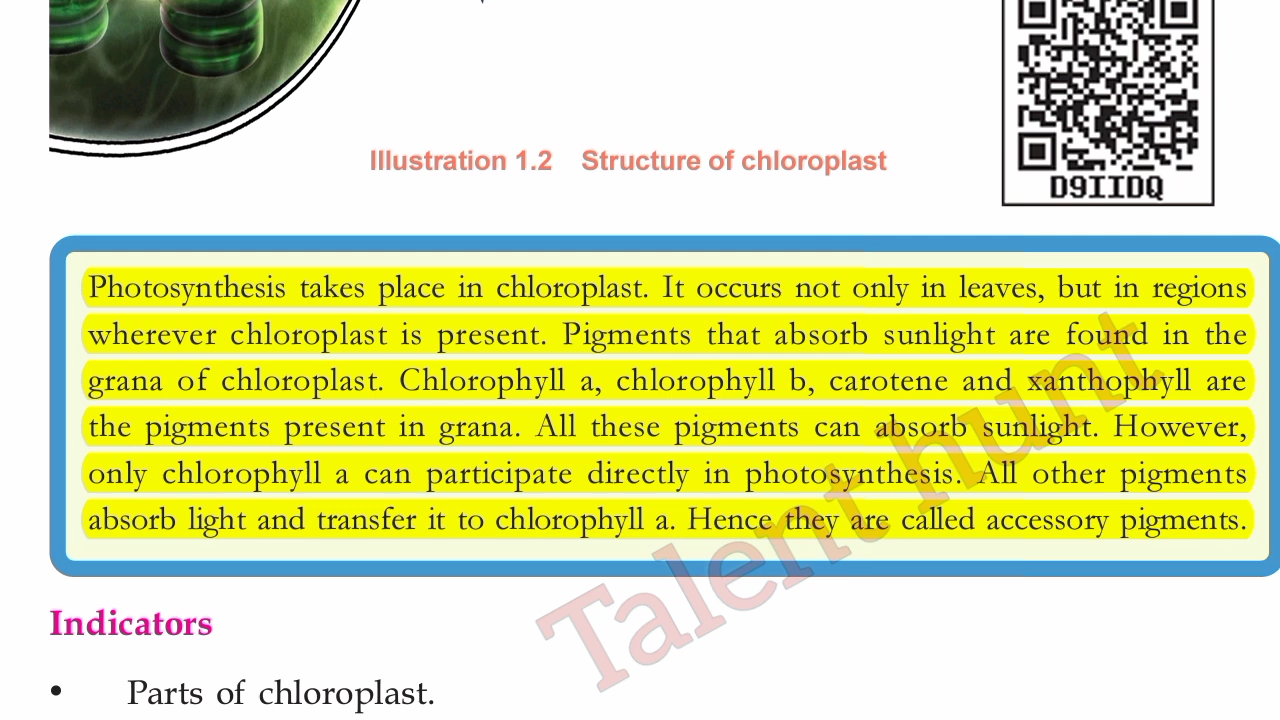 D9IIDQ
Illustration 1.2 Structure of chloroplast
Photosynthesis takes place in chloroplast. It occurs not only in leaves, but in regions
wherever chloroplast is present. Pigments that absorb sunlight are found in the
grana of chloroplast. Chlorophyll a, chlorophyll b, carotene and xanthophyll are
the pigments present in grana. All these pigments can absorb sunlight. However,
only chlorophyll a can participate directly in photosynthesis. All other pigments
absorb light and transfer it to chlorophyll a. Hence they are called accessory pigments.
Talent hunt
Indicators
• Parts of chloroplast.